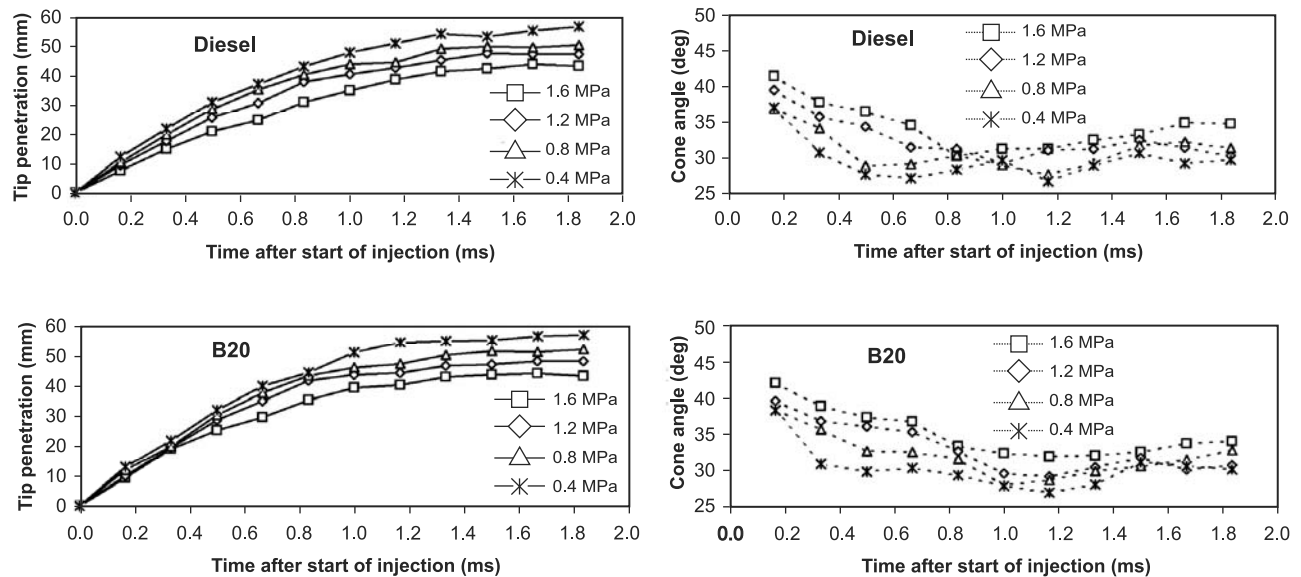 Tip penetration (mm)
60
50
40
30
20
10
0
Diesel
1.6 MPa
1.2 MPa
0.8 MPa
0.4 MPa
0.0 0.2 0.4 0.6 0.8 1.0 1.2 1.4 1.6 1.8 2.0
Time after start of injection (ms)
Cone angle (deg)
50
45
40
35
30
25
Diesel
1.6 MPa
1.2 MPa
0.8 MPa
0.4 MPa
0.0 0.2 0.4 0.6 0.8 1.0 1.2 1.4 1.6 1.8 2.0
Time after start of injection (ms)
Tip penetration (mm)
60
50
40
30
20
10
0
B20
1.6 MPa
1.2 MPa
0.8 MPa
0.4 MPa
0.0 0.2 0.4 0.6 0.8 1.0 1.2 1.4 1.6 1.8 2.0
Time after start of injection (ms)
Cone angle (deg)
50
45
40
35
30
25
B20
1.6 MPa
1.2 MPa
0.8 MPa
0.4 MPa
0.0 0.2 0.4 0.6 0.8 1.0 1.2 1.4 1.6 1.8 2.0
Time after start of injection (ms)